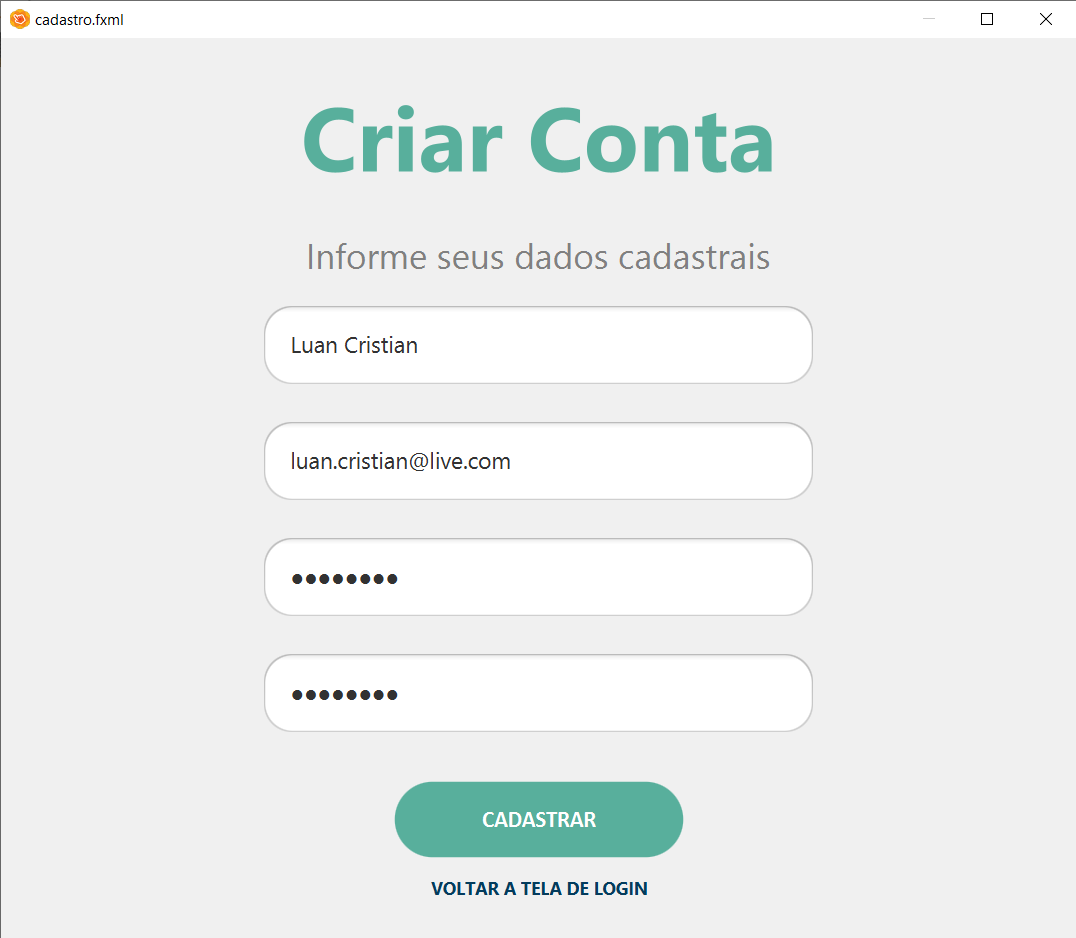 cadastro.fxml
Criar Conta
Informe seus dados cadastrais
Luan Cristian
luan.cristian@live.com
●●●●●●●●
●●●●●●●●
CADASTRAR
VOLTAR A TELA DE LOGIN